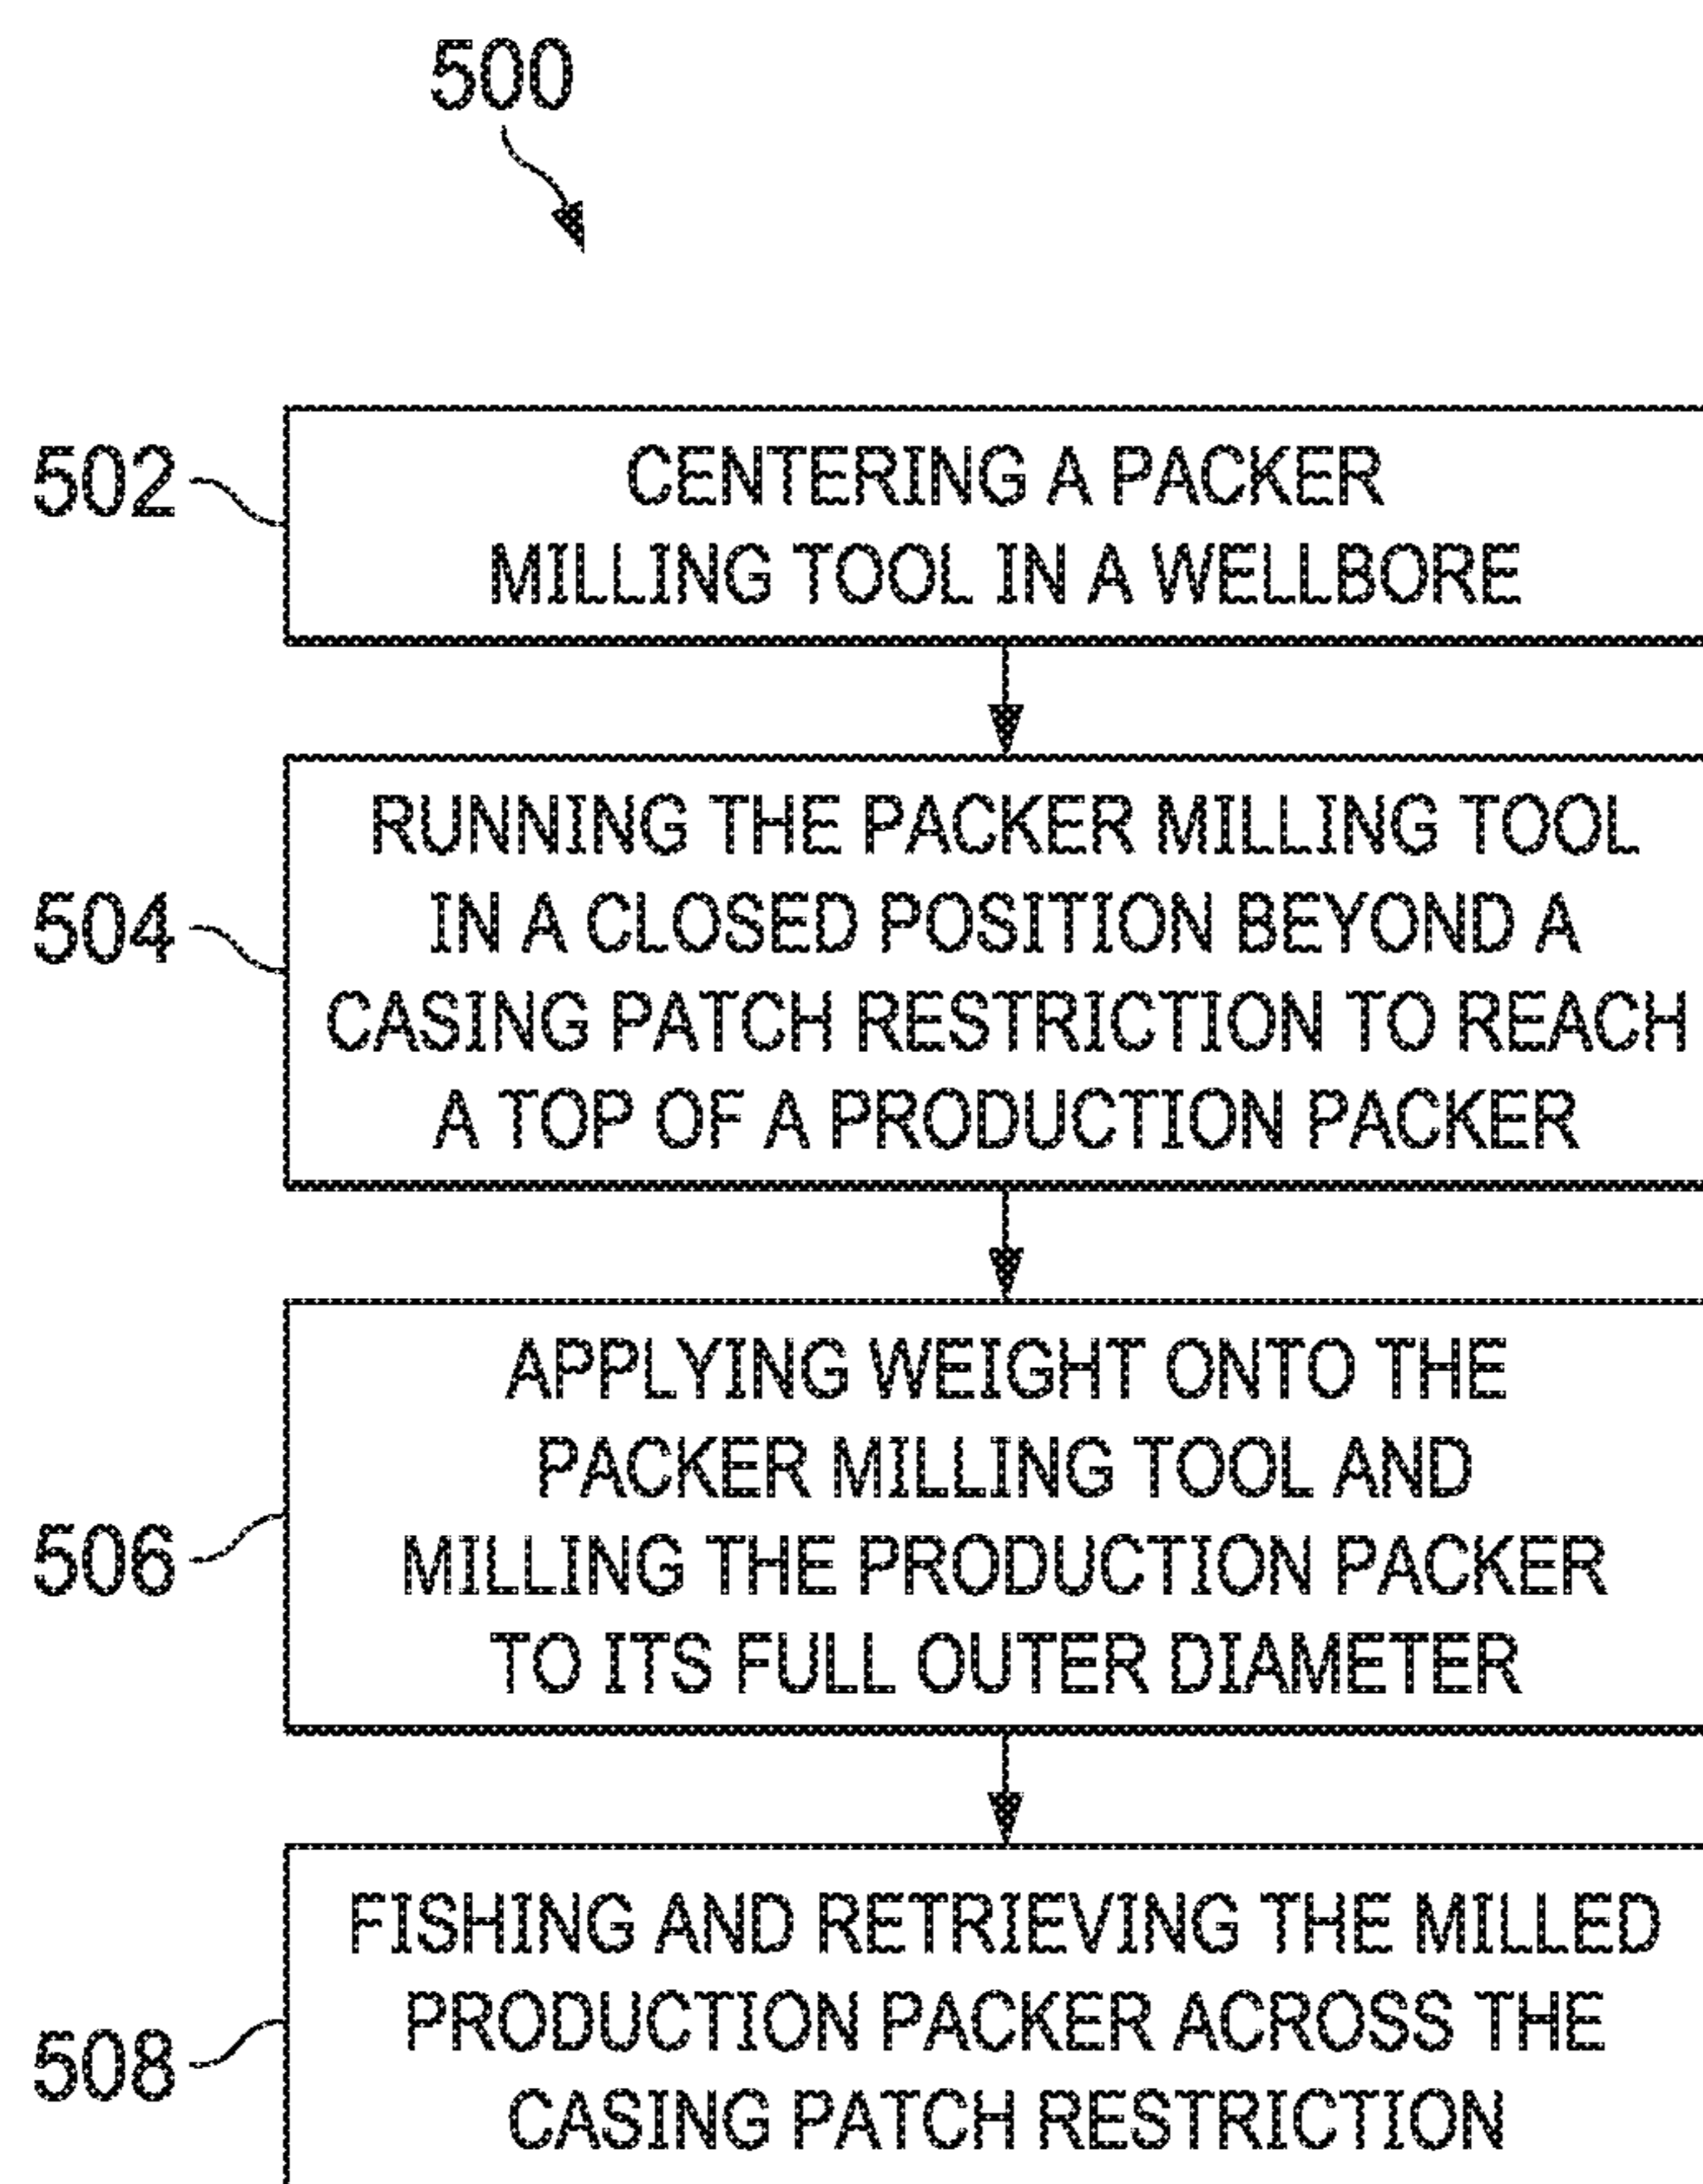 500
502
CENTERING A PACKER
MILLING TOOL IN A WELLBORE
504
RUNNING THE PACKER MILLING TOOL
IN A CLOSED POSITION BEYOND A
CASING PATCH RESTRICTION TO REACH
A TOP OF A PRODUCTION PACKER
506
APPLYING WEIGHT ONTO THE
PACKER MILLING TOOL AND
MILLING THE PRODUCTION PACKER
TO ITS FULL OUTER DIAMETER
508
FISHING AND RETRIEVING THE MILLED
PRODUCTION PACKER ACROSS THE
CASING PATCH RESTRICTION